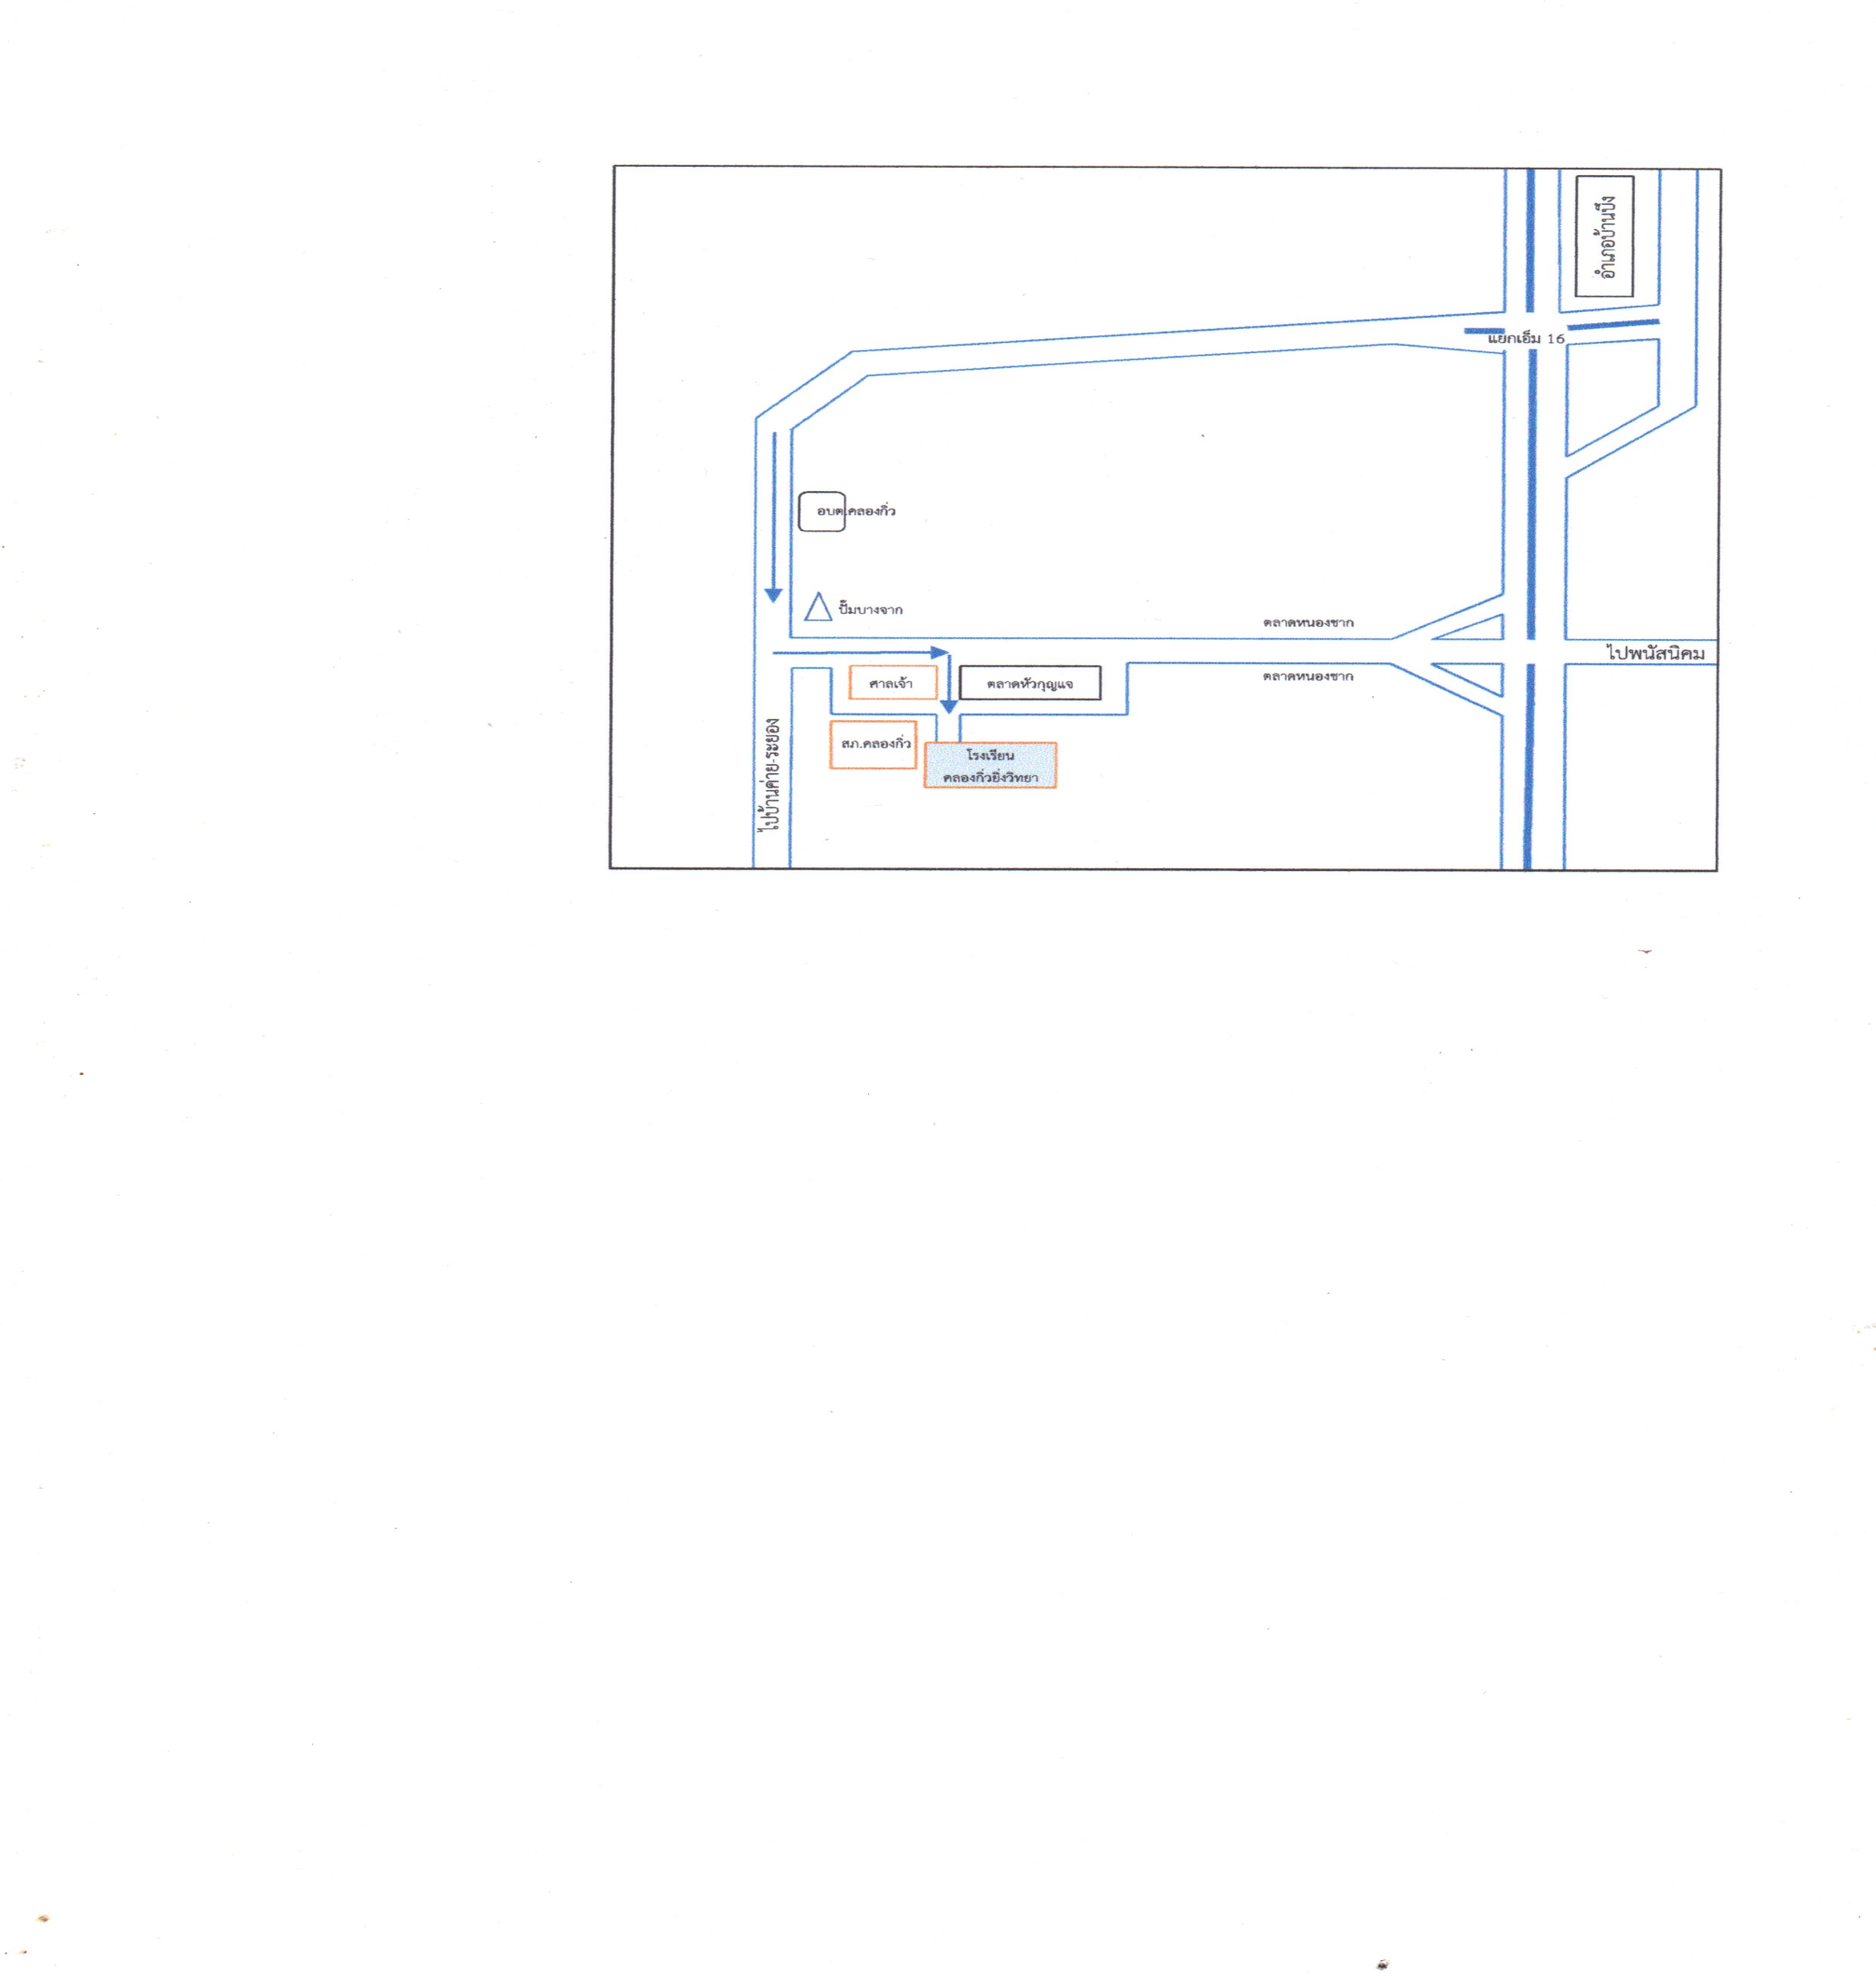 อำเภอบ้านบึง
แยกเอ็ม 16
อบต.คลองกิ่ว
ปั๊มบางจาก
ตลาดหนองชาก
ไปพนัสนิคม
ตลาดหนองชาก
ศาลเจ้า
ตลาดหัวกุญแจ
สภ.คลองกิ่ว
โรงเรียน
คลองกิ่วยิ่งวิทยา
ไปบ้านค่าย-ระยอง